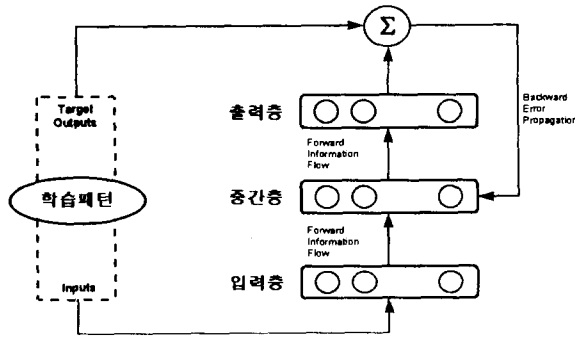 Σ
Target
Outputs
출력층
Backward
Error
Propagation
Forward
Information
Flow
학습패턴
중간층
Forward
Information
Flow
Inputs
입력층